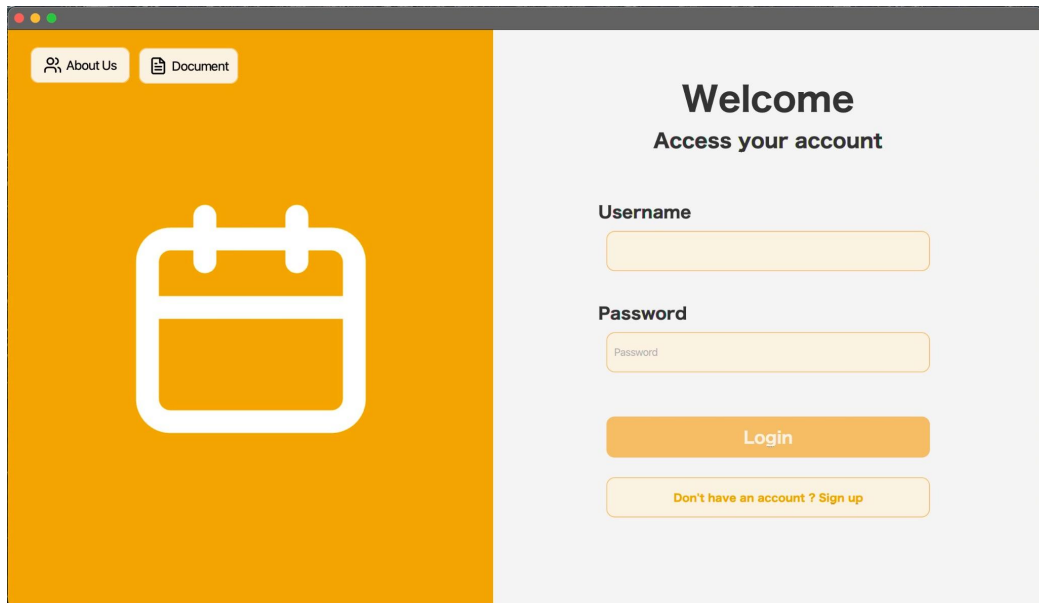 About Us
Document
Welcome
Access your account
Username
Password
Password
Login
Don't have an account ? Sign up